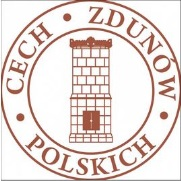 CECH • ZDUNÓW
• POLSKICH •